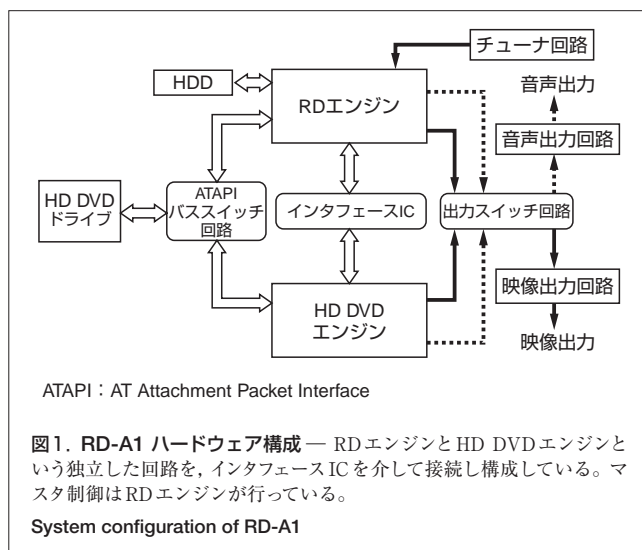 チューナ回路
HDD
RDエンジン
音声出力
音声出力回路
HD DVD
ドライブ
ATAPI
バススイッチ
回路
インタフェースIC
出力スイッチ回路
HD DVD
エンジン
映像出力回路
映像出力
ATAPI：AT Attachment Packet Interface
図1．RD-A1 ハードウェア構成 — RDエンジンとHD DVDエンジンと
いう独立した回路を，インタフェースICを介して接続し構成している。マ
スタ制御はRDエンジンが行っている。
System configuration of RD-A1